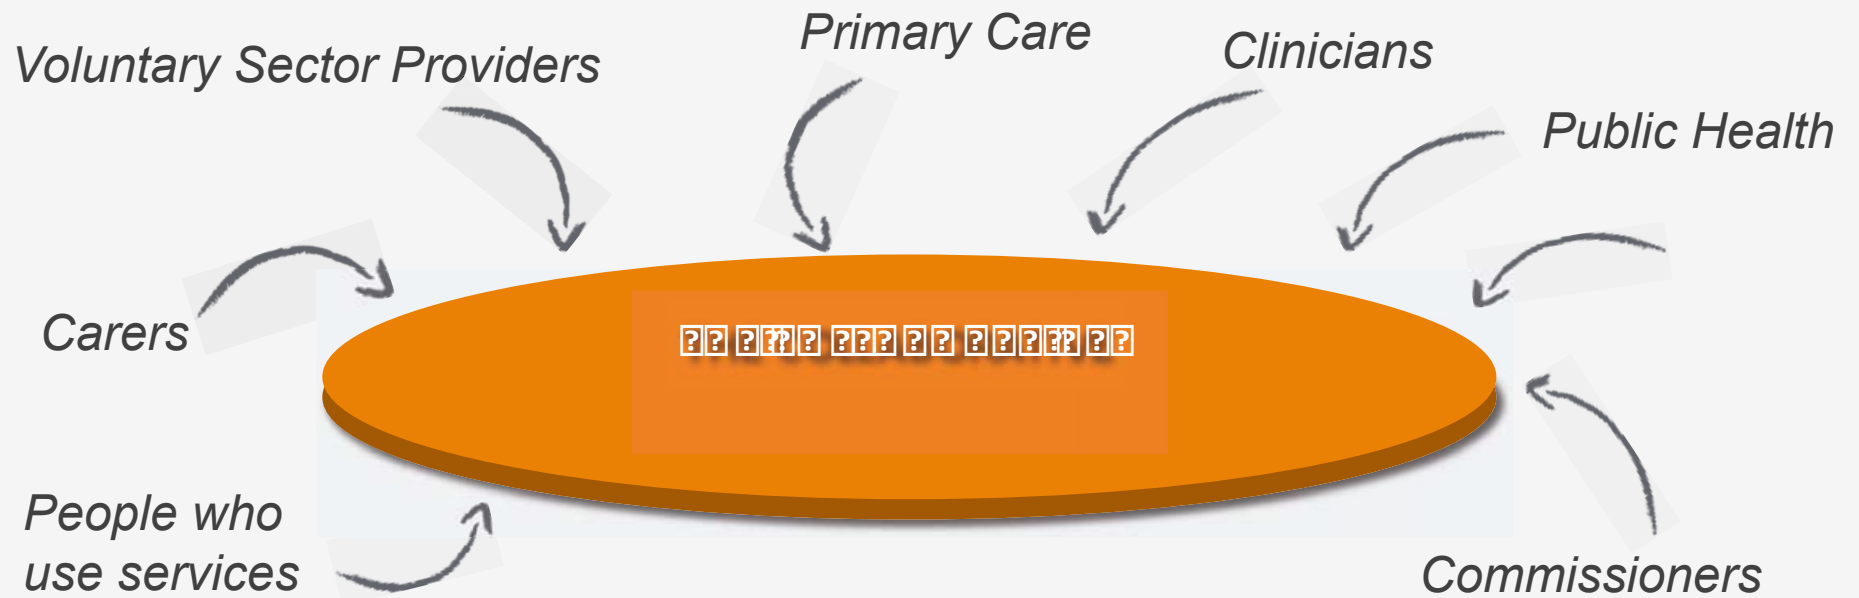 Primary Care
Voluntary Sector Providers
Clinicians
Public Health
Carers
People who
use services
Commissioners